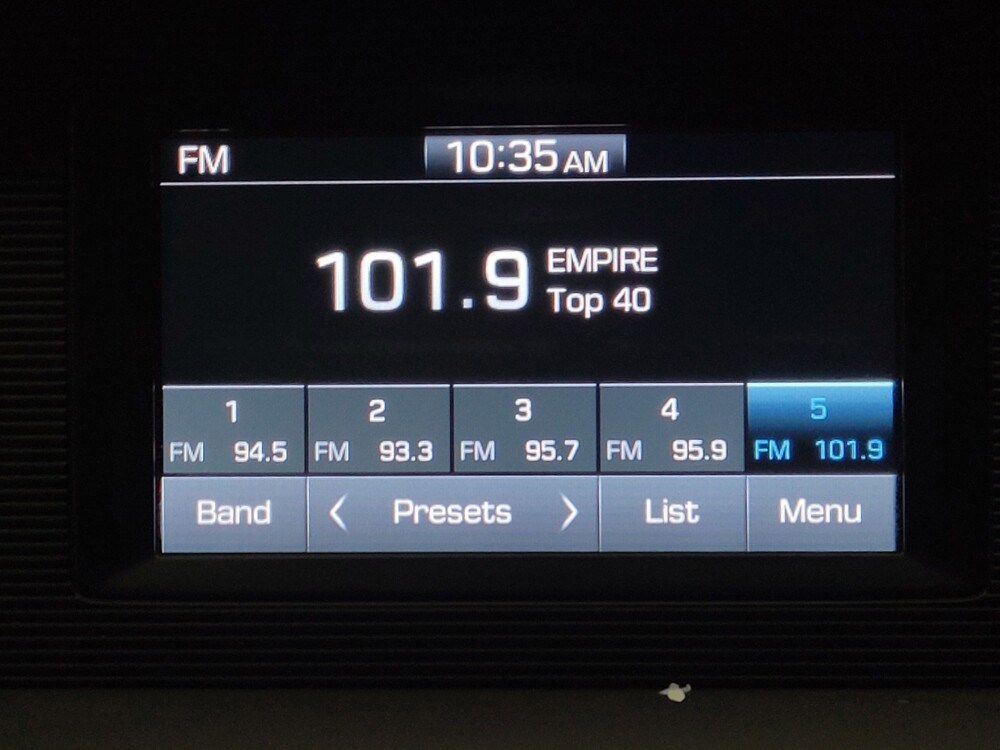 FM 10:35 AM
101.9 EMPIRE
Top 40
1 2 3 4 5
FM 94.5 FM 93.3 FM 95.7 FM 95.9 FM 101.9
Band < Presets > List Menu